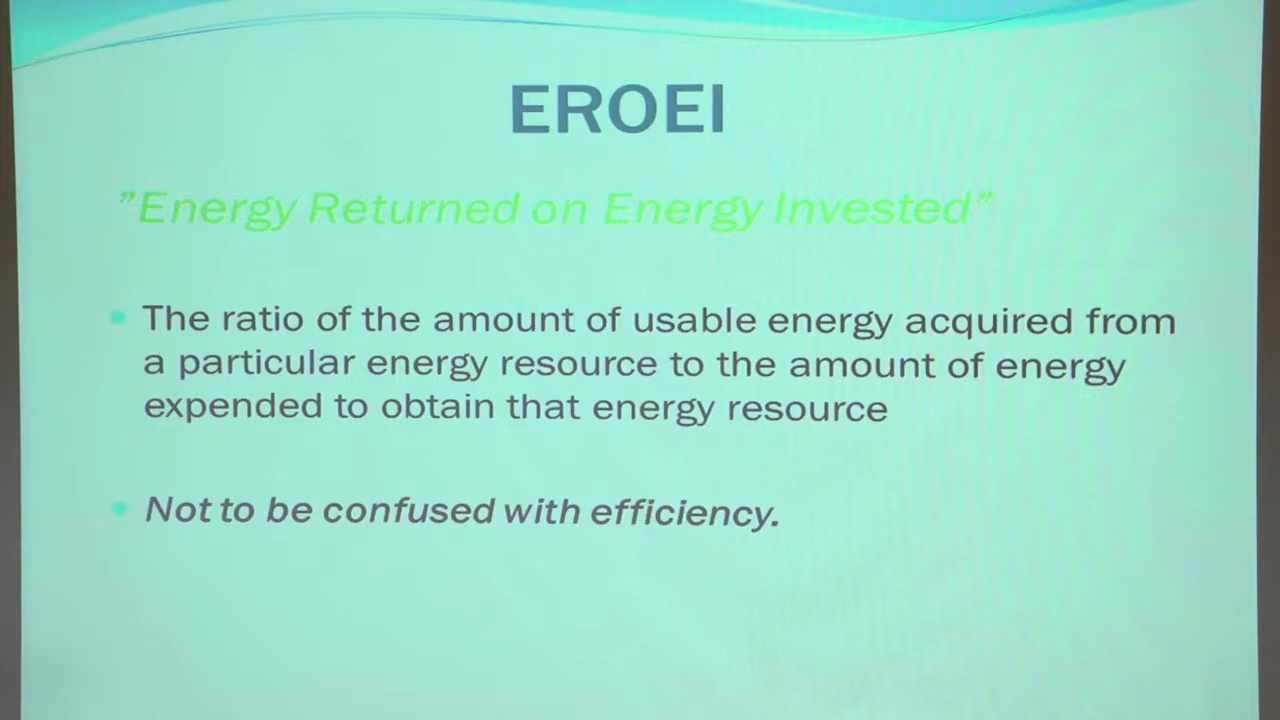 EROEI
”Energy Returned on Energy Invested”
The ratio of the amount of usable energy acquired from
a particular energy resource to the amount of energy
expended to obtain that energy resource
Not to be confused with efficiency.